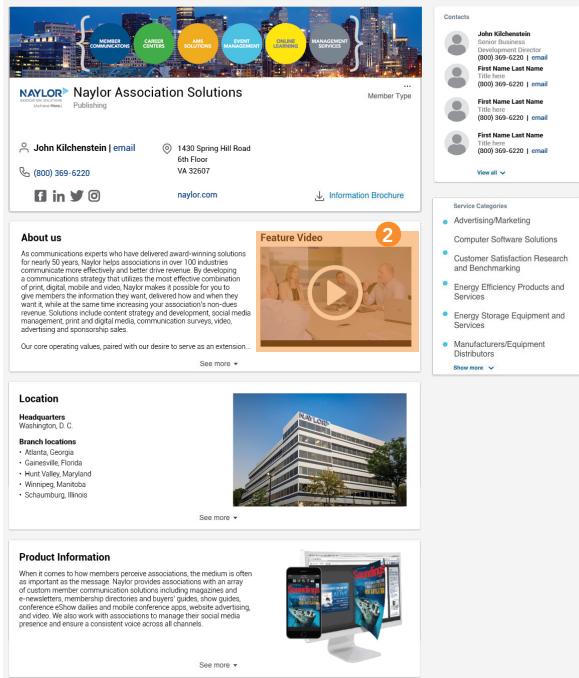 MEMBER
COMMUNICATIONS
CAREER
CENTERS
AMS
SOLUTIONS
EVENT
MANAGEMENT
ONLINE
LEARNING
MANAGEMENT
SERVICES
NAYLOR
ASSOCIATION SOLUTIONS
Naylor Association Solutions
Publishing
...
Member Type
John Kilchenstein | email
(800) 369-6220
1430 Spring Hill Road
6th Floor
VA 32607
naylor.com
Information Brochure
About us
As communications experts who have delivered award-winning solutions
for nearly 50 years, Naylor helps associations in over 100 industries
communicate more effectively and better drive revenue. By developing
a communications strategy that utilizes the most effective combination
of print, digital, mobile and video, Naylor makes it possible for you to
give members the information they want, delivered how and when they
want it, while at the same time increasing your association's non-dues
revenue. Solutions include content strategy and development, social media
management, print and digital media, communication surveys, video,
advertising and sponsorship sales.
Our core operating values, paired with our desire to serve as an extension...
See more
Feature Video
2
Location
Headquarters
Washington, D. C.
Branch locations
• Atlanta, Georgia
• Gainesville, Florida
• Hunt Valley, Maryland
• Winnipeg, Manitoba
• Schaumburg, Illinois
NAYLOR
See more
Product Information
When it comes to how members perceive associations, the medium is often
as important as the message. Naylor provides associations with an array
of custom member communication solutions including magazines and
e-newsletters, membership directories and buyers' guides, show guides,
conference eShow dailies and mobile conference apps, website advertising,
and video. We also work with associations to manage their social media
presence and ensure a consistent voice across all channels.
Soundings
See more
Contacts
John Kilchenstein
Senior Business
Development Director
(800) 369-6220 | email
First Name Last Name
Title here
(800) 369-6220 | email
First Name Last Name
Title here
(800) 369-6220 | email
First Name Last Name
Title here
(800) 369-6220 | email
View all
Service Categories
Advertising/Marketing
Computer Software Solutions
Customer Satisfaction Research
and Benchmarking
Energy Efficiency Products and
Services
Energy Storage Equipment and
Services
Manufacturers/Equipment
Distributors
Show more